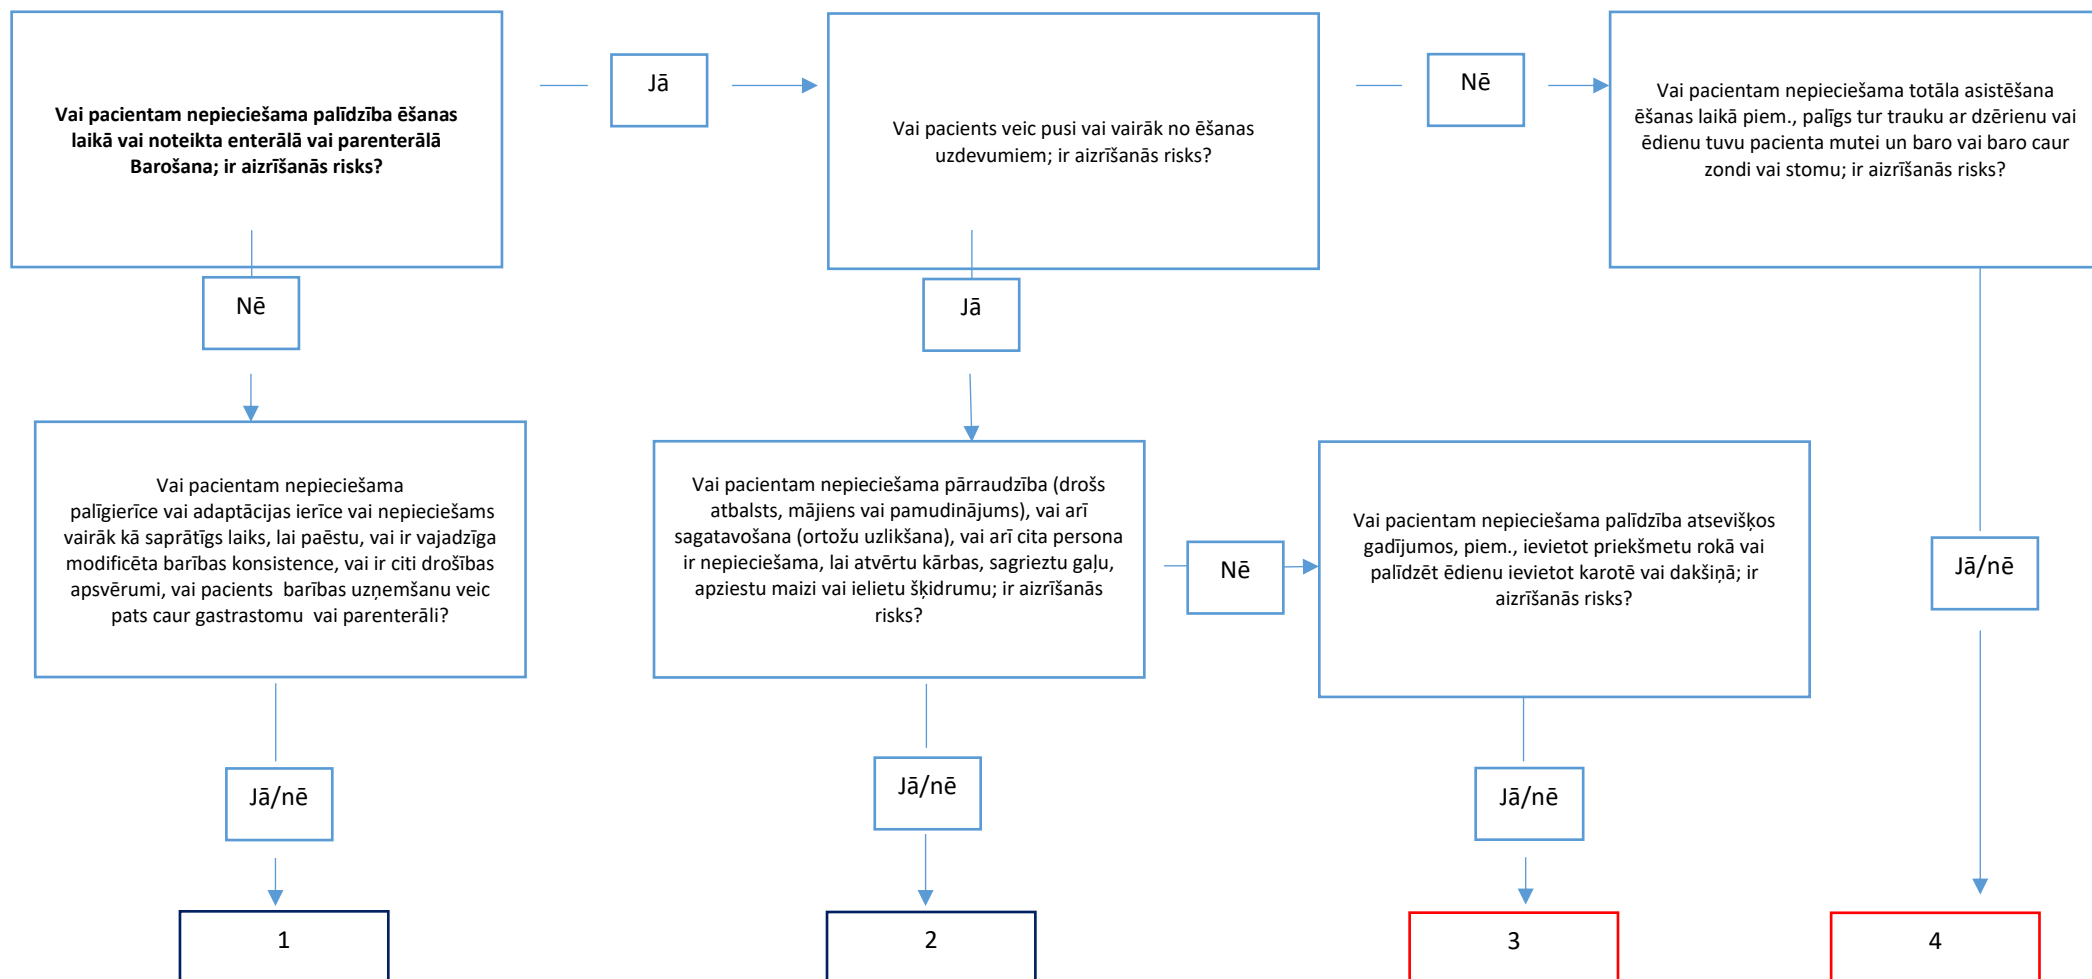 Vai pacientam nepieciešama palīdzība ēšanas
laikā vai noteikta enterālā vai parenterālā
Barošana; ir aizrīšanās risks?
Jā
Vai pacients veic pusi vai vairāk no ēšanas
uzdevumiem; ir aizrīšanās risks?
Nē
Vai pacientam nepieciešama totāla asistēšana
ēšanas laikā piem., palīgs tur trauku ar dzērienu vai
ēdienu tuvu pacienta mutei un baro vai baro caur
zondi vai stomu; ir aizrīšanās risks?
Nē
Jā
Vai pacientam nepieciešama
palīgierīce vai adaptācijas ierīce vai nepieciešams
vairāk kā saprātīgs laiks, lai paēstu, vai ir vajadzīga
modificēta barības konsistence, vai ir citi drošības
apsvērumi, vai pacients barības uzņemšanu veic
pats caur gastrastomu vai parenterāli?
Vai pacientam nepieciešama pārraudzība (drošs
atbalsts, mājiens vai pamudinājums), vai arī
sagatavošana (ortožu uzlikšana), vai arī cita persona
ir nepieciešama, lai atvērtu kārbas, sagrieztu gaļu,
apziestu maizi vai ielietu šķidrumu; ir aizrīšanās
risks?
Nē
Vai pacientam nepieciešama palīdzība atsevišķos
gadījumos, piem., ievietot priekšmetu rokā vai
palīdzēt ēdienu ievietot karotē vai dakšiņā; ir
aizrīšanās risks?
Jā/nē
Jā/nē
Jā/nē
Jā/nē
1
2
3
4